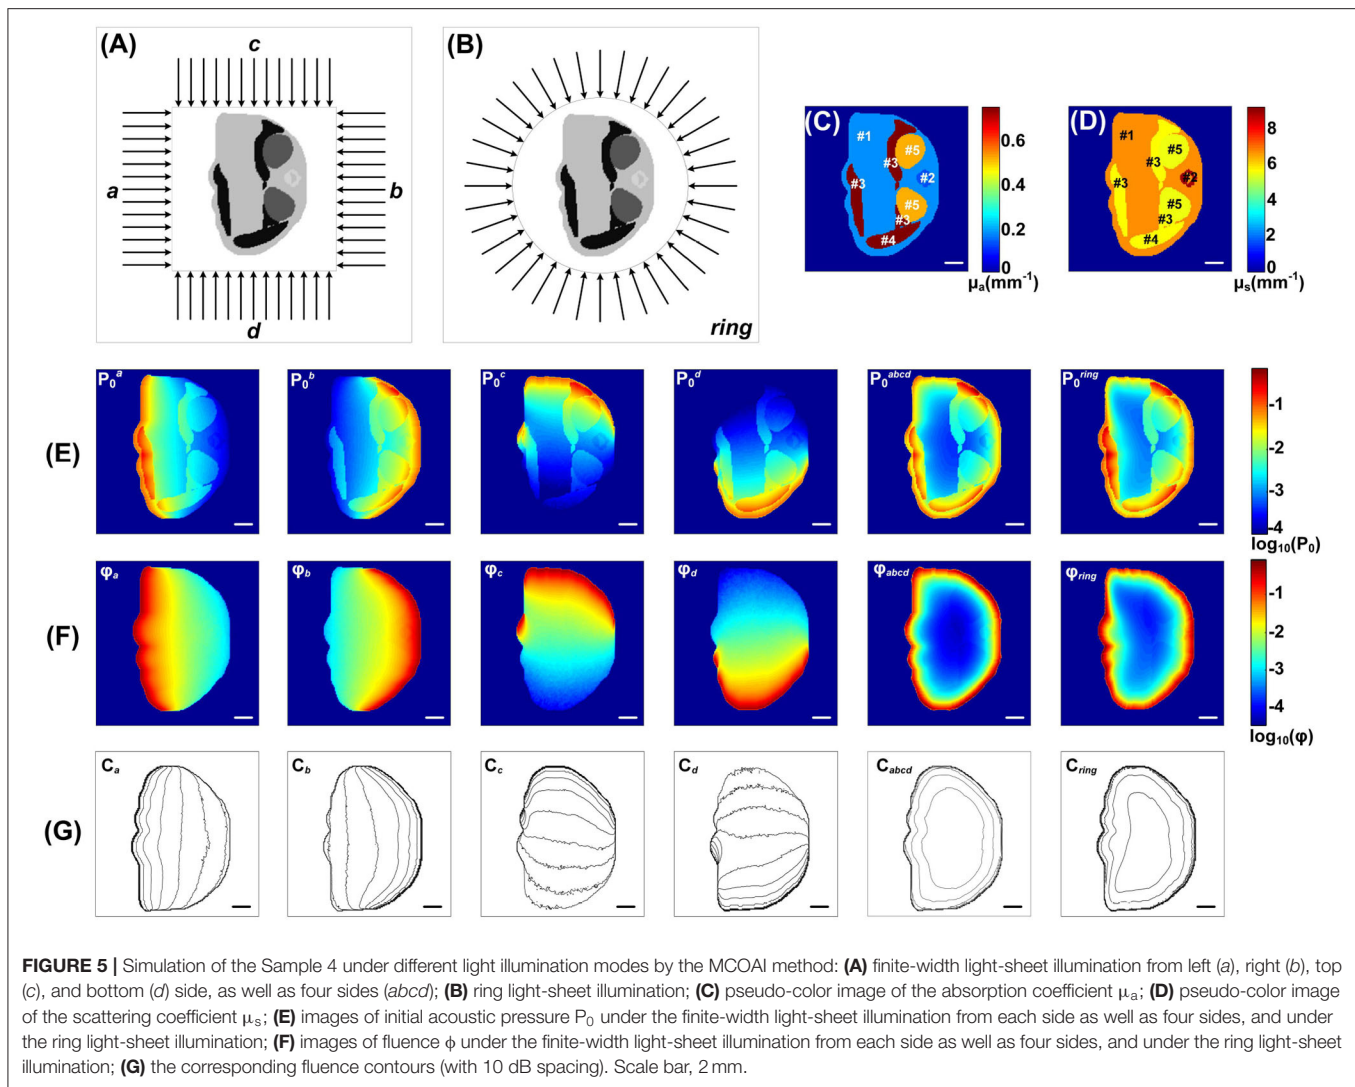 (A)
c
a
b
d
(B)
ring
(C)
#1
#5
#3
#3
#2
#5
#3
#4
0.6
0.4
0.2
0
μa(mm-1)
(D)
#1
#5
#3
#3
#2
#5
#3
#4
8
6
4
2
0
μs(mm-1)
(E)
P0a
P0b
P0c
P0d
P0abcd
P0ring
-1
-2
-3
-4
log10(P0)
(F)
φa
φb
φc
φd
φabcd
φring
-1
-2
-3
-4
log10(φ)
(G)
Ca
Cb
Cc
Cd
Cabcd
Cring
FIGURE 5 | Simulation of the Sample 4 under different light illumination modes by the MCOAI method: (A) finite-width light-sheet illumination from left (a), right (b), top
(c), and bottom (d) side, as well as four sides (abcd); (B) ring light-sheet illumination; (C) pseudo-color image of the absorption coefficient μa; (D) pseudo-color image
of the scattering coefficient μs; (E) images of initial acoustic pressure P0 under the finite-width light-sheet illumination from each side as well as four sides, and under
the ring light-sheet illumination; (F) images of fluence ϕ under the finite-width light-sheet illumination from each side as well as four sides, and under the ring light-sheet
illumination; (G) the corresponding fluence contours (with 10 dB spacing). Scale bar, 2 mm.